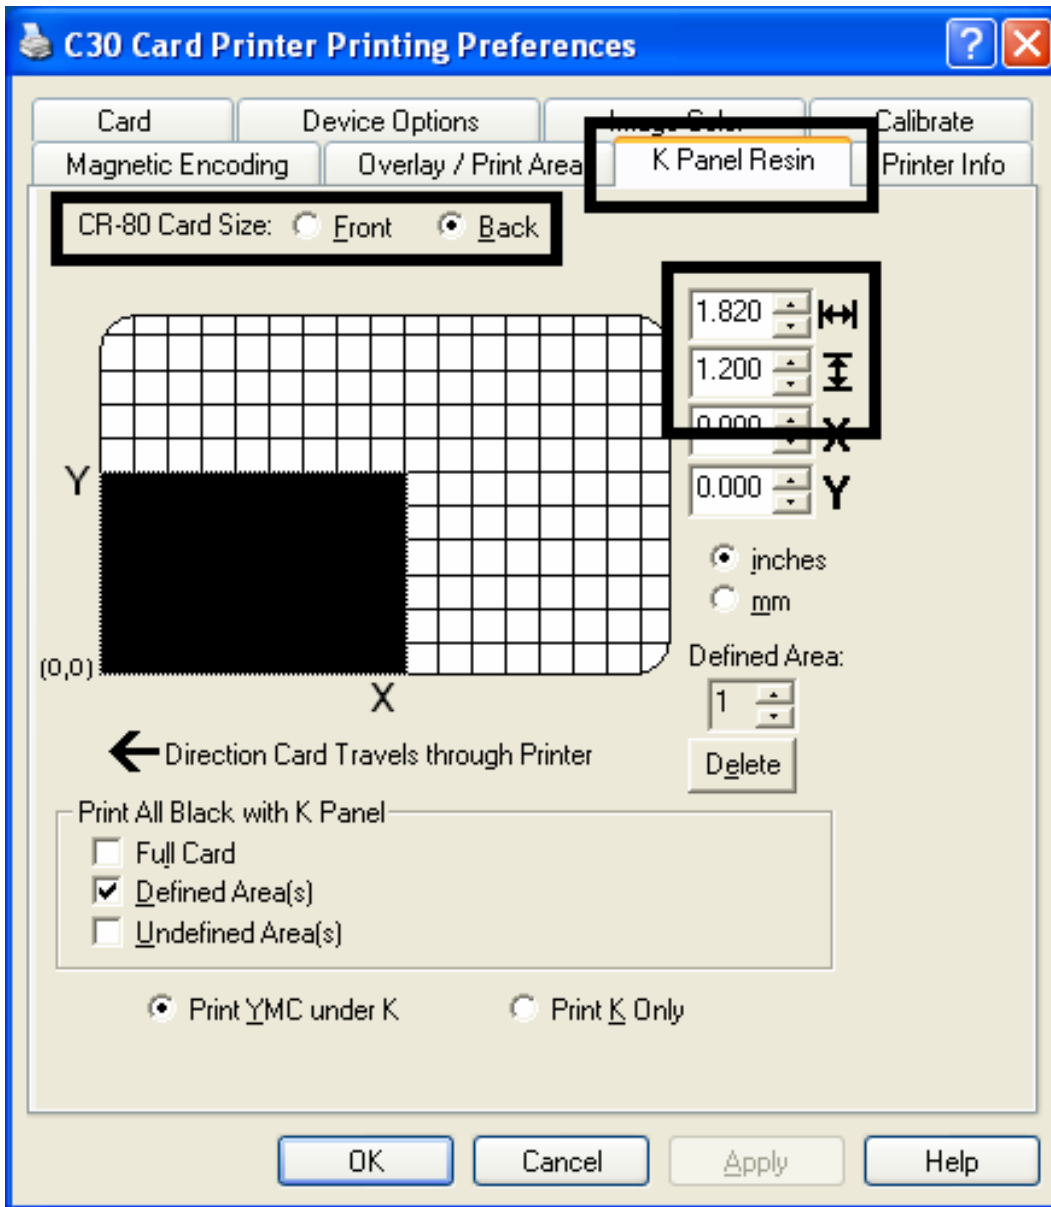 C30 Card Printer Printing Preferences
Card Device Options Image Color Calibrate
Magnetic Encoding Overlay / Print Area K Panel Resin Printer Info
CR-80 Card Size: Front Back
1.820
1.200
0.000 X
Y
0.000 Y
inches
mm
(0,0)
X
Defined Area:
1
Direction Card Travels through Printer
Delete
Print All Black with K Panel
Full Card
Defined Area(s)
Undefined Area(s)
Print YMC under K Print K Only
OK Cancel Apply Help